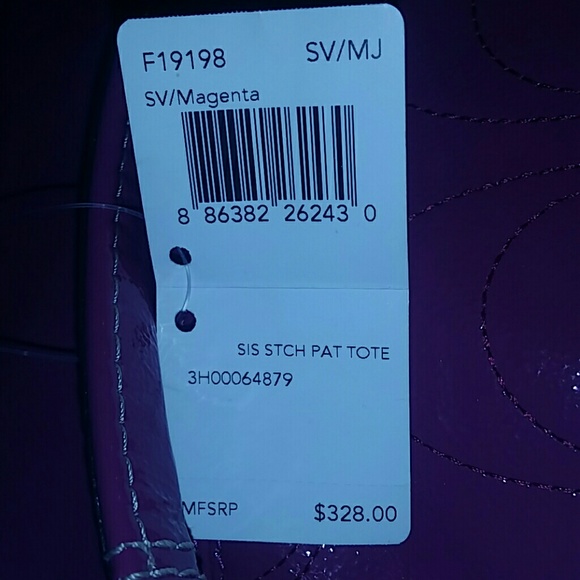 F19198 SV/MJ
SV/Magenta
8 86382 26243 0
SIS STCH PAT TOTE
3H00064879
MFSRP $328.00